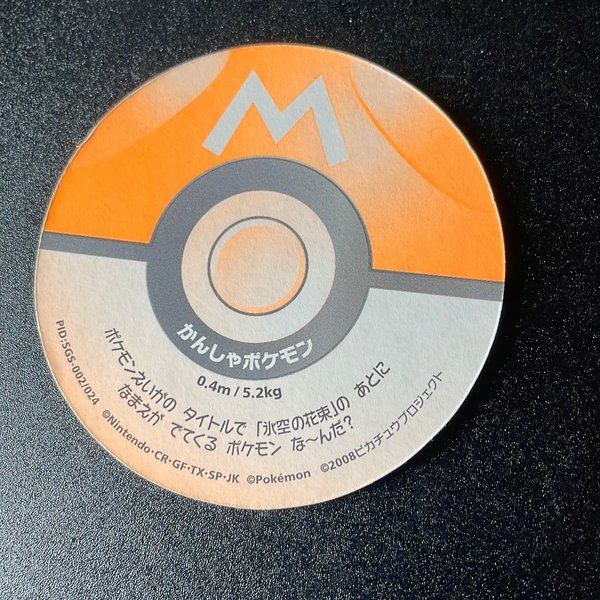 M
かんしゃポケモン
0.4m / 5.2kg
ポケモンえいがの タイトルで 「氷空の花束」の あとに
なまえが でてくる ポケモン な〜んだ?
PID:SGS-002/024
©Nintendo・CR・GF・TX・SP・JK ©Pokémon ©2008ピカチュウプロジェクト